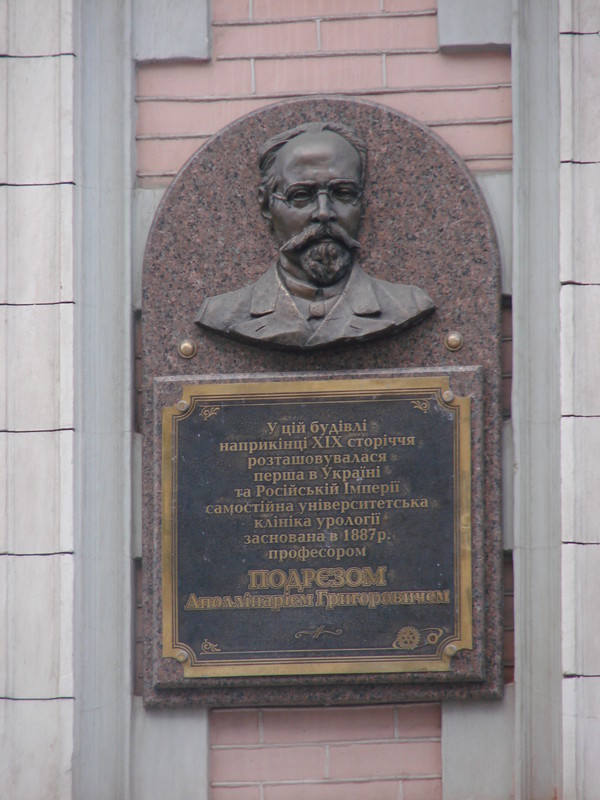 У цій будівлі
наприкінці XIX сторіччя
розташовувалася
перша в Україні
та Російській Імперії
самостійна університетська
клініка урології
заснована в 1887р.
професором
ПОДРЄЗОМ
Аполлінарієм Григоровичем